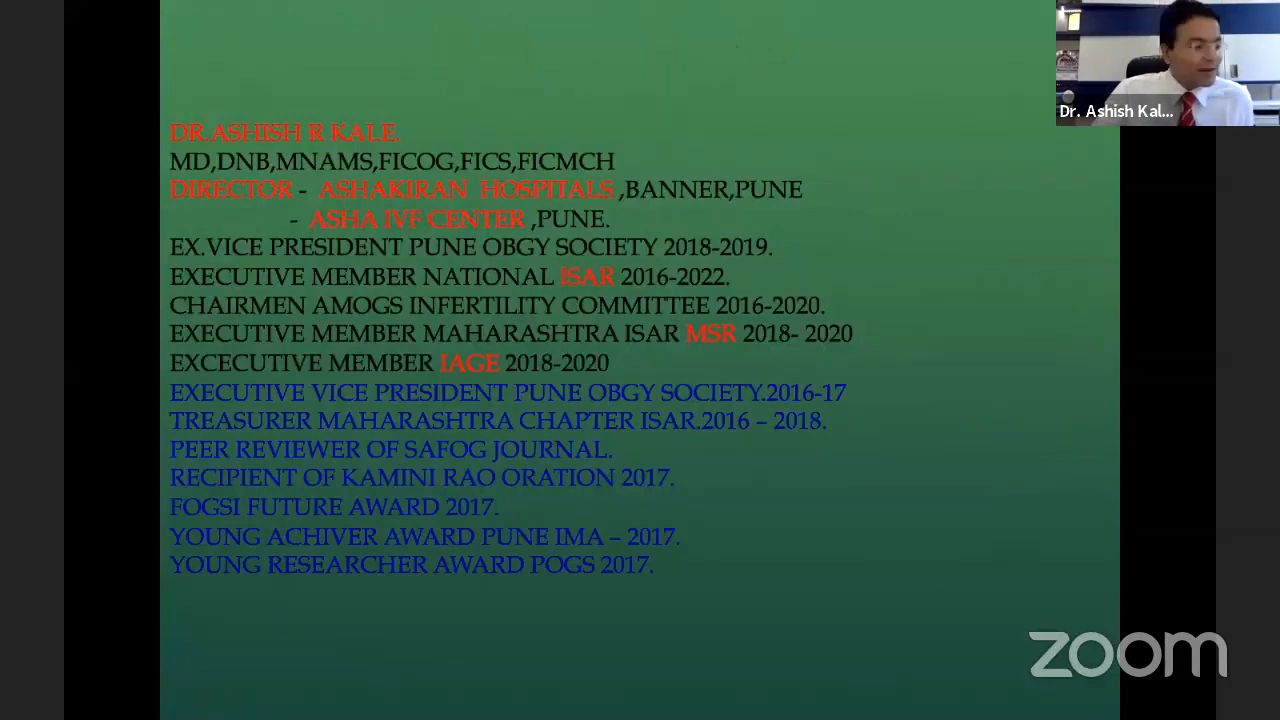 DR.ASHISH R KALE.
MD,DNB,MNAMS,FICOG,FICS,FICMCH
DIRECTOR - ASHAKIRAN HOSPITALS ,BANNER,PUNE
- ASHA IVF CENTER ,PUNE.
EX.VICE PRESIDENT PUNE OBGY SOCIETY 2018-2019.
EXECUTIVE MEMBER NATIONAL ISAR 2016-2022.
CHAIRMEN AMOGS INFERTILITY COMMITTEE 2016-2020.
EXECUTIVE MEMBER MAHARASHTRA ISAR MSR 2018- 2020
EXCECUTIVE MEMBER IAGE 2018-2020
EXECUTIVE VICE PRESIDENT PUNE OBGY SOCIETY.2016-17
TREASURER MAHARASHTRA CHAPTER ISAR.2016 – 2018.
PEER REVIEWER OF SAFOG JOURNAL.
RECIPIENT OF KAMINI RAO ORATION 2017.
FOGSI FUTURE AWARD 2017.
YOUNG ACHIVER AWARD PUNE IMA – 2017.
YOUNG RESEARCHER AWARD POGS 2017.
Dr. Ashish Kal...
zoom